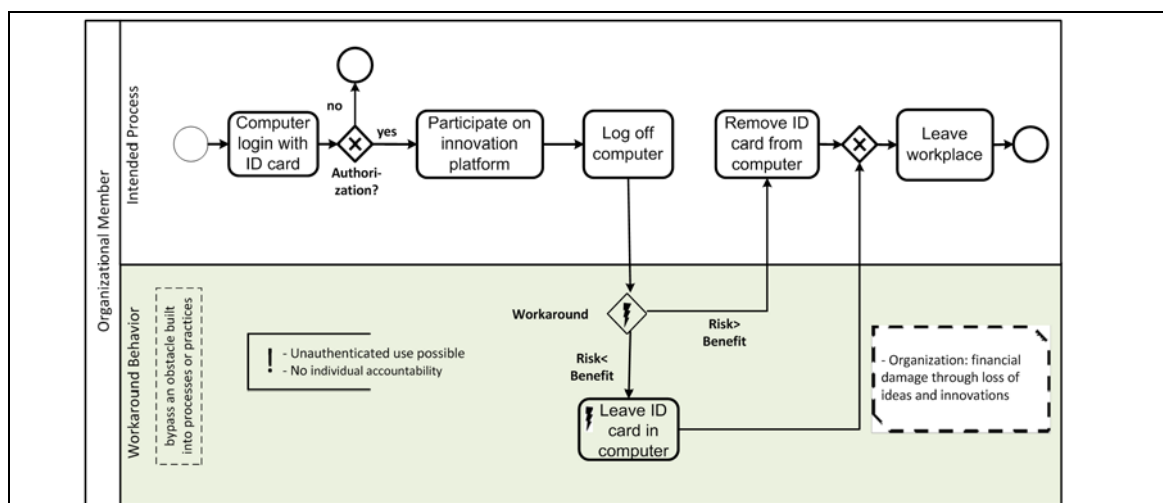 Organizational Member
Intended Process
Computer
login with
ID card
no
yes
Authori-
zation?
Participate on
innovation
platform
Log off
computer
Remove ID
card from
computer
Leave
workplace
Workaround Behavior
bypass an obstacle built
into processes or practices
!
- Unauthenticated use possible
- No individual accountability
Workaround
Risk>
Benefit
Risk<
Benefit
Leave ID
card in
computer
- Organization: financial
damage through loss of
ideas and innovations